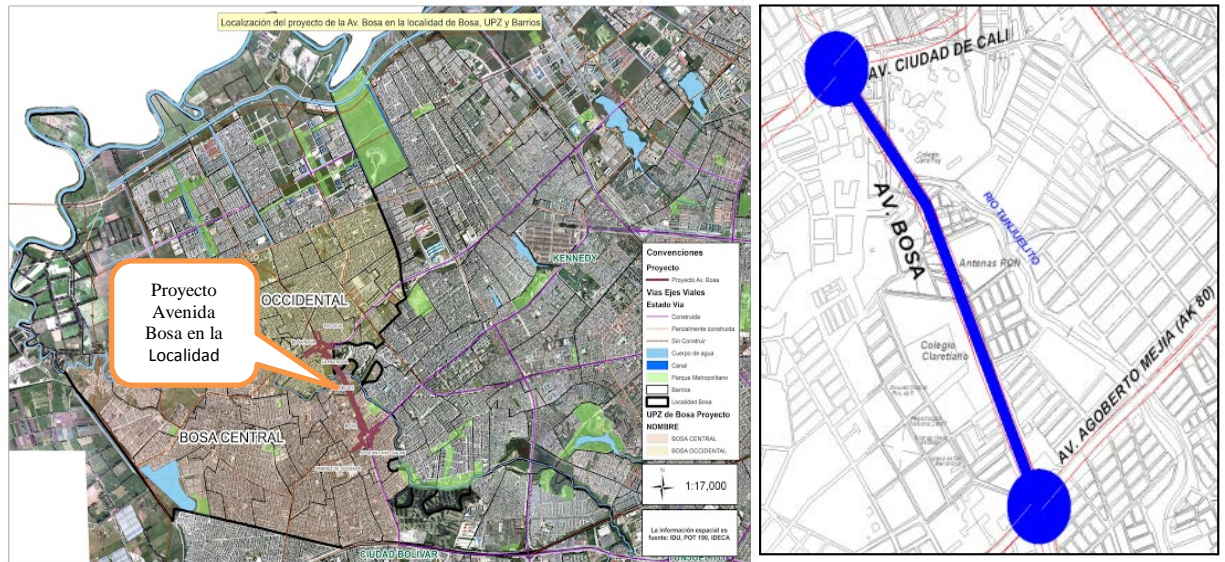 Localización del proyecto de la Av. Bosa en la localidad de Bosa, UPZ y Barrios
KENNEDY
OCCIDENTAL
Proyecto
Avenida
Bosa en la
Localidad
BOSA CENTRAL
CIUDAD BOLIVAR
Convenciones
Proyecto
Proyecto Av. Bosa
Vias Ejes Viales
Estado Via
Construida
Parcialmente construida
Sin Construir
Cuerpo de agua
Canal
Parque Metropolitano
Barrios
Localidad Bosa
UPZ de Bosa Proyecto
NOMBRE
BOSA CENTRAL
BOSA OCCIDENTAL
N
1:17,000
La información espacial es
fuente: IDU, POT 190, IDECA
AV. CIUDAD DE CALI
AV. BOSA
RIO TUNJUELITO
Antenas RCN
Colegio
Claretiano
AV. AGOBERTO MEJIA (AK 80)